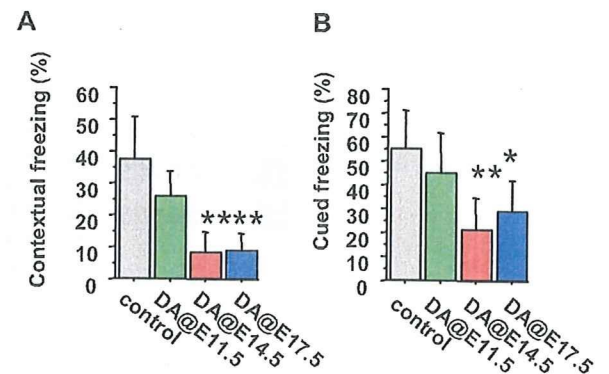 A
Contextual freezing (%)
60
50
40
30
20
10
0
****
control
DA@E11.5
DA@E14.5
DA@E17.5
B
Cued freezing (%)
80
70
60
50
40
30
20
10
0
**
*
control
DA@E11.5
DA@E14.5
DA@E17.5